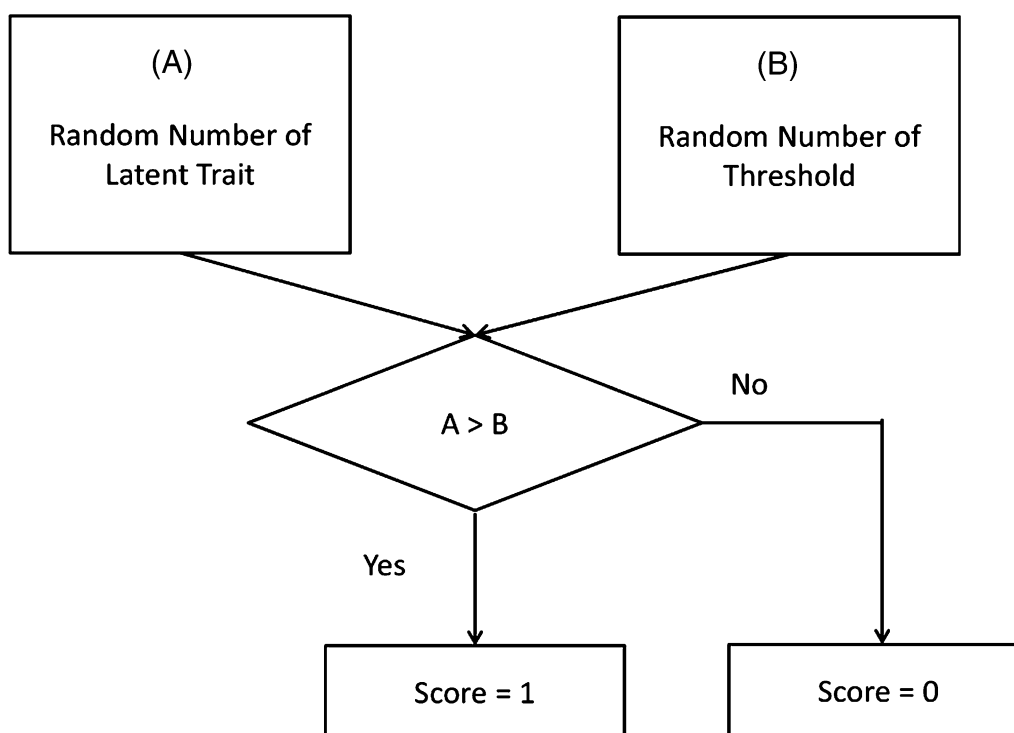 (A)
Random Number of
Latent Trait
(B)
Random Number of
Threshold
A > B
No
Yes
Score = 1
Score = 0